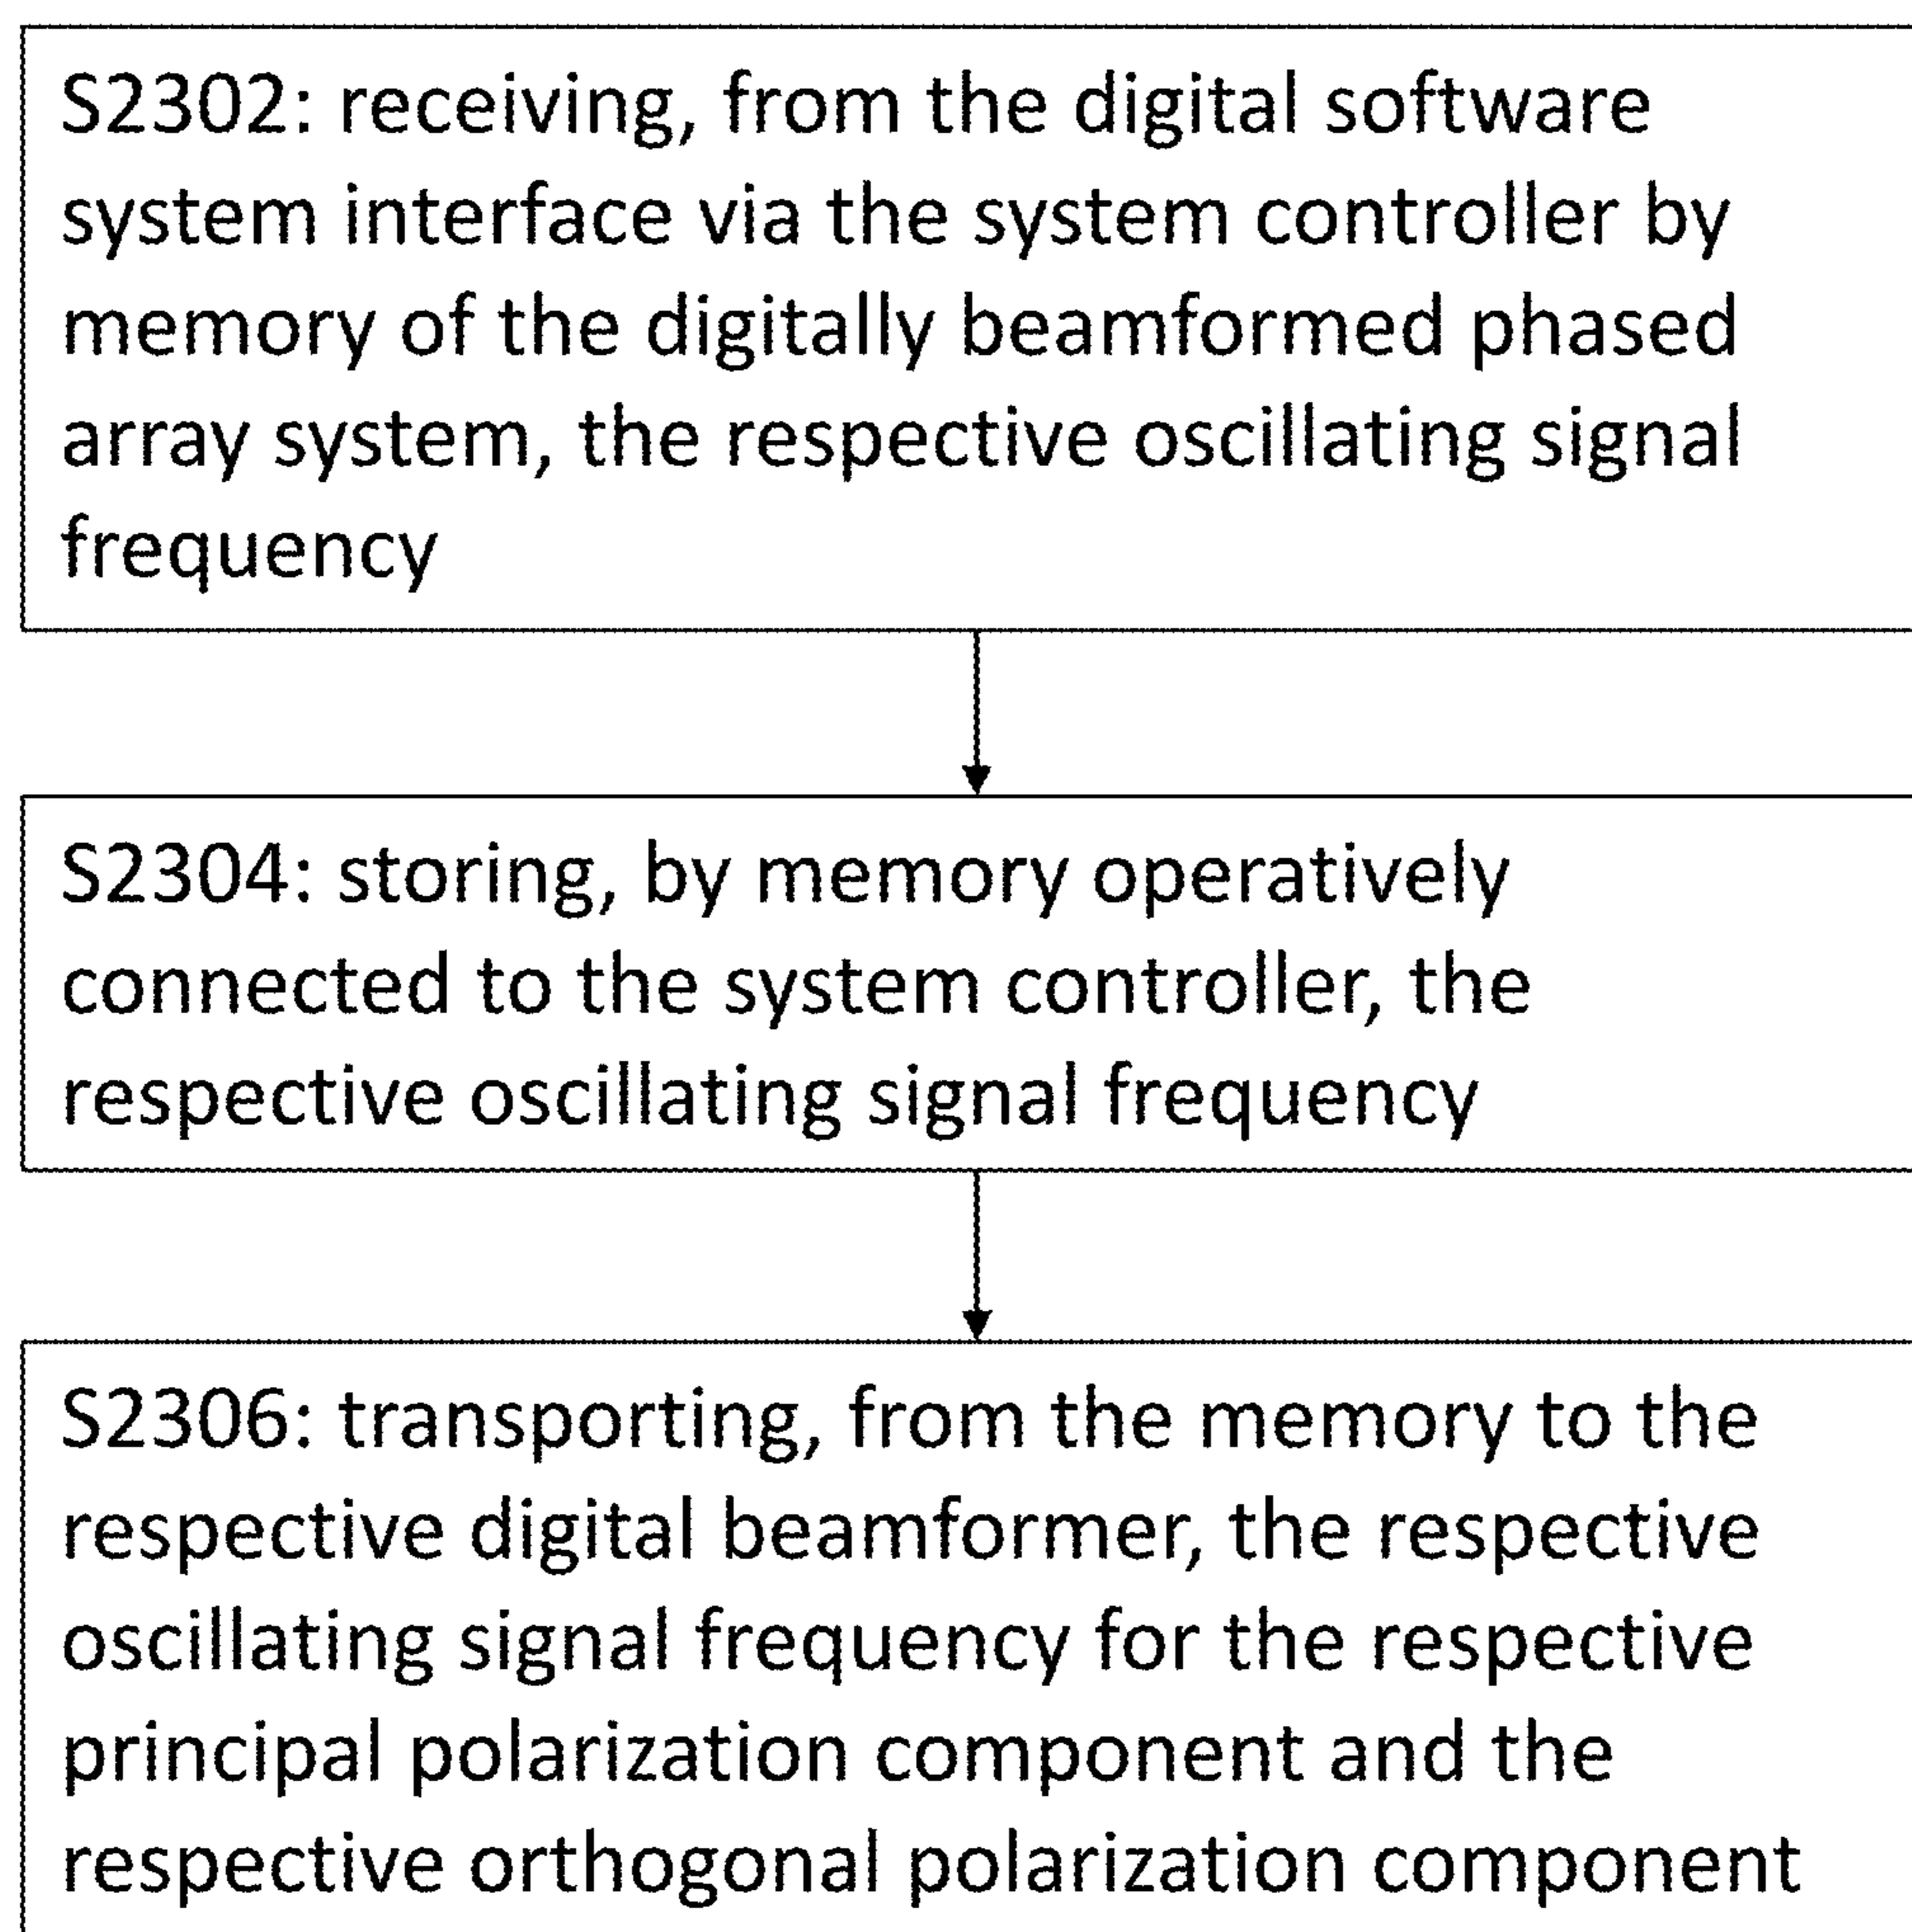 S2302: receiving, from the digital software
system interface via the system controller by
memory of the digitally beamformed phased
array system, the respective oscillating signal
frequency
S2304: storing, by memory operatively
connected to the system controller, the
respective oscillating signal frequency
S2306: transporting, from the memory to the
respective digital beamformer, the respective
oscillating signal frequency for the respective
principal polarization component and the
respective orthogonal polarization component